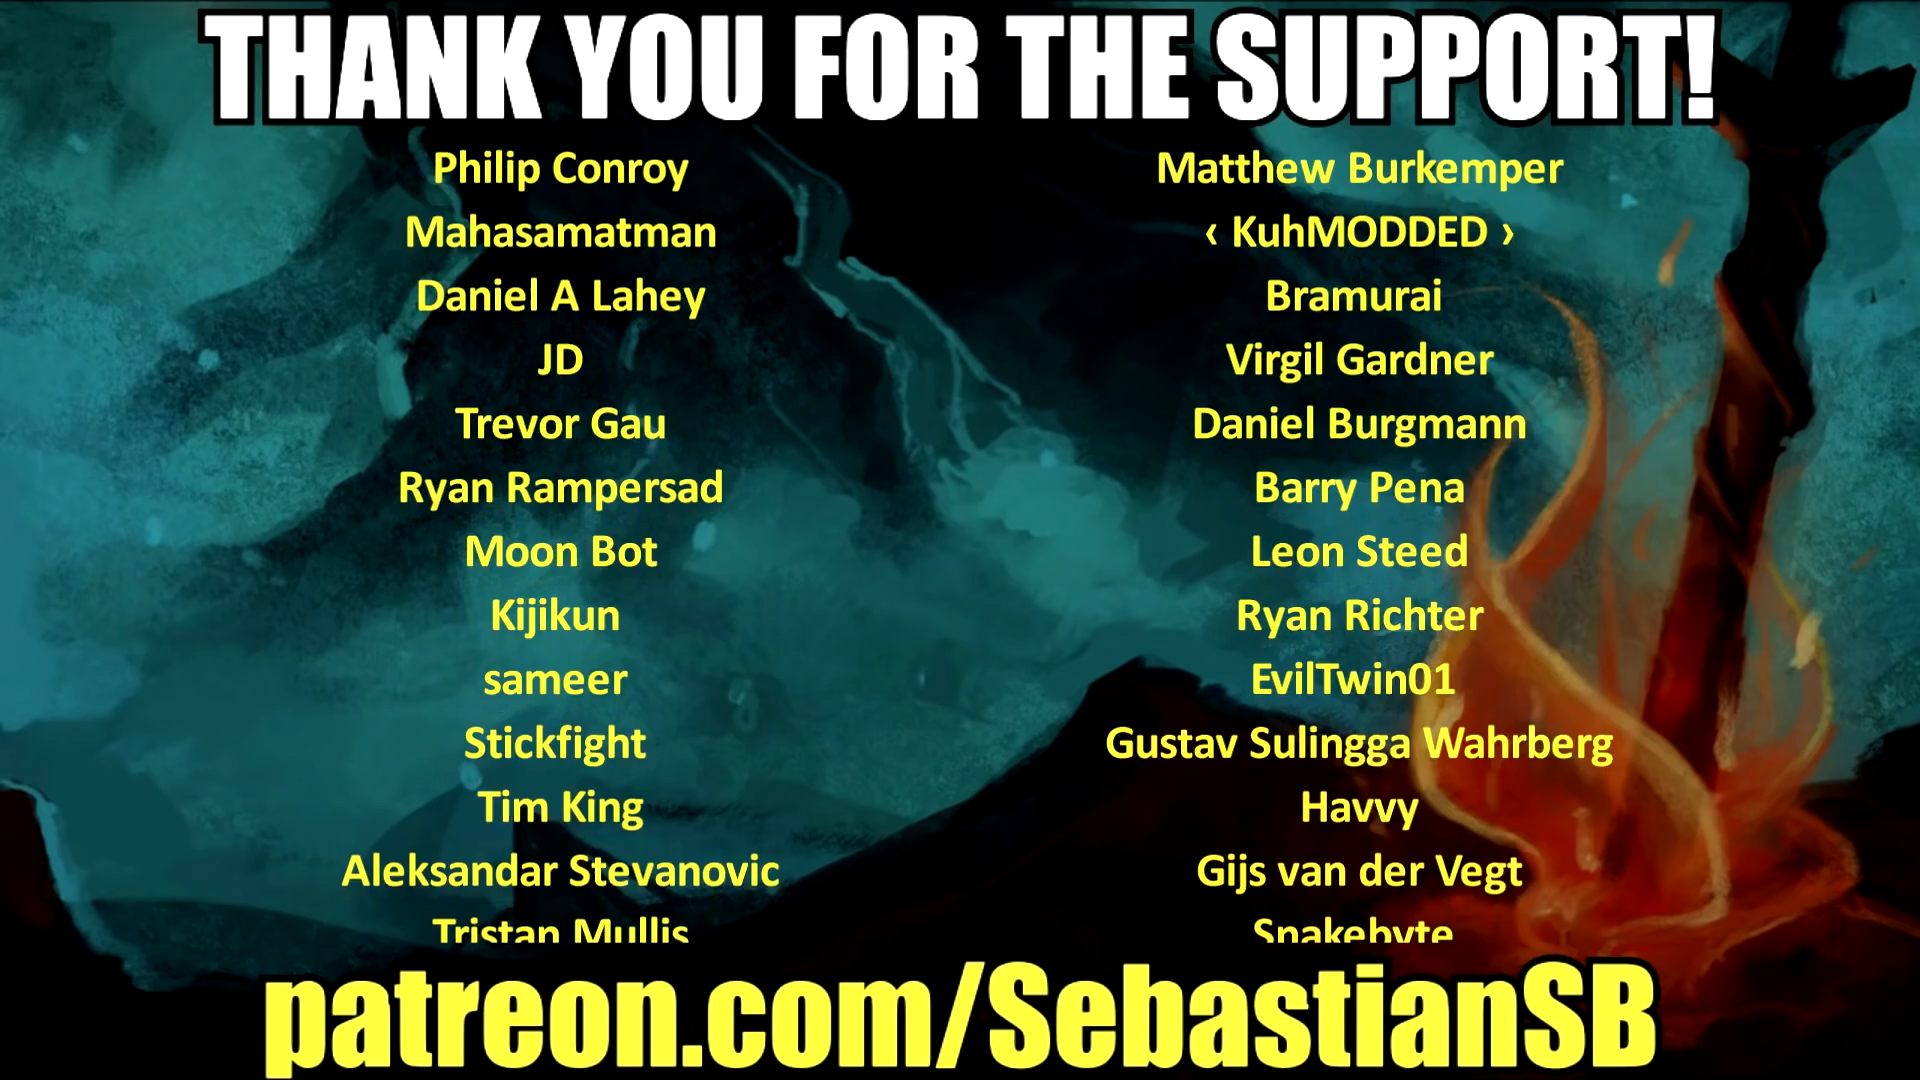 THANK YOU FOR THE SUPPORT!
Philip Conroy
Mahasamatman
Daniel A Lahey
JD
Trevor Gau
Ryan Rampersad
Moon Bot
Kijikun
sameer
Stickfight
Tim King
Aleksandar Stevanovic
Tristan Mullis
Matthew Burkemper
‹ KuhMODDED ›
Bramurai
Virgil Gardner
Daniel Burgmann
Barry Pena
Leon Steed
Ryan Richter
EvilTwin01
Gustav Sulingga Wahrberg
Havvy
Gijs van der Vegt
Snakebyte
patreon.com/SebastianSB